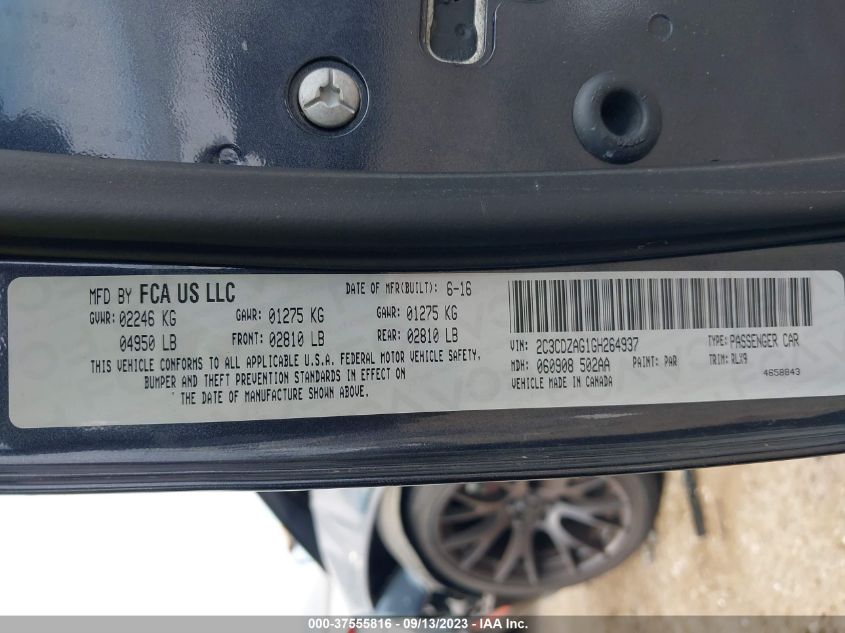 MFD BY FCA US LLC DATE OF MFR(BUILT): 6-16
GVWR: 02246 KG GAWR: 01275 KG GAWR: 01275 KG
04950 LB FRONT: 02810 LB REAR: 02810 LB
THIS VEHICLE CONFORMS TO ALL APPLICABLE U.S.A. FEDERAL MOTOR VEHICLE SAFETY,
BUMPER AND THEFT PREVENTION STANDARDS IN EFFECT ON
THE DATE OF MANUFACTURE SHOWN ABOVE.
VIN: 2C3CDZAG1GH264937 TYPE: PASSENGER CAR
MDH: 060908 502AA PAINT: PAR TRIM: RLX9
VEHICLE MADE IN CANADA 4658843
000-37555816 - 09/13/2023 - IAA Inc.